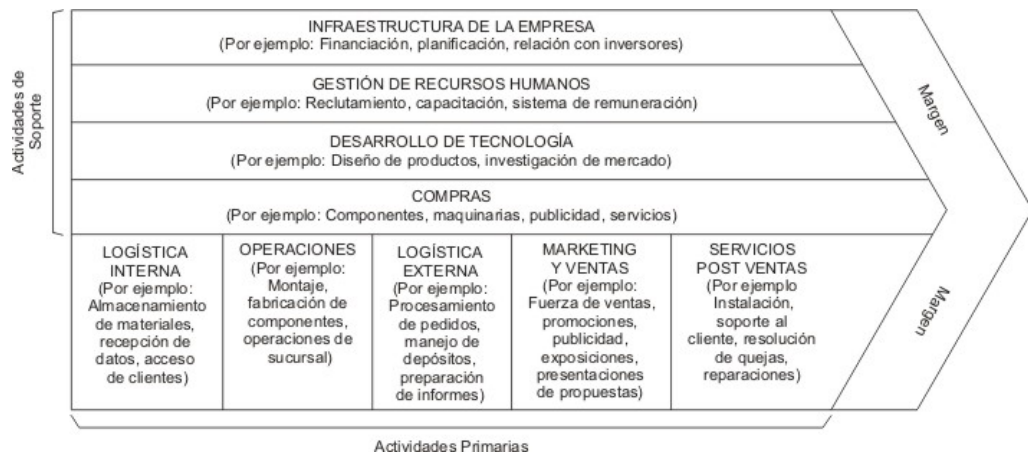 INFRAESTRUCTURA DE LA EMPRESA
(Por ejemplo: Financiación, planificación, relación con inversores)
GESTIÓN DE RECURSOS HUMANOS
(Por ejemplo: Reclutamiento, capacitación, sistema de remuneración)
DESARROLLO DE TECNOLOGÍA
(Por ejemplo: Diseño de productos, investigación de mercado)
COMPRAS
(Por ejemplo: Componentes, maquinarias, publicidad, servicios)
Actividades de
Soporte
LOGÍSTICA
INTERNA
(Por ejemplo:
Almacenamiento
de materiales,
recepción de
datos, acceso
de clientes)
OPERACIONES
(Por ejemplo:
Montaje,
fabricación de
componentes,
operaciones de
sucursal)
LOGÍSTICA
EXTERNA
(Por ejemplo:
Procesamiento
de pedidos,
manejo de
depósitos,
preparación
de informes)
MARKETING
Y VENTAS
(Por ejemplo:
Fuerza de ventas,
promociones,
publicidad,
exposiciones,
presentaciones
de propuestas)
SERVICIOS
POST VENTAS
(Por ejemplo
Instalación,
soporte al
cliente, resolución
de quejas,
reparaciones)
Margen
Margen
Actividades Primarias